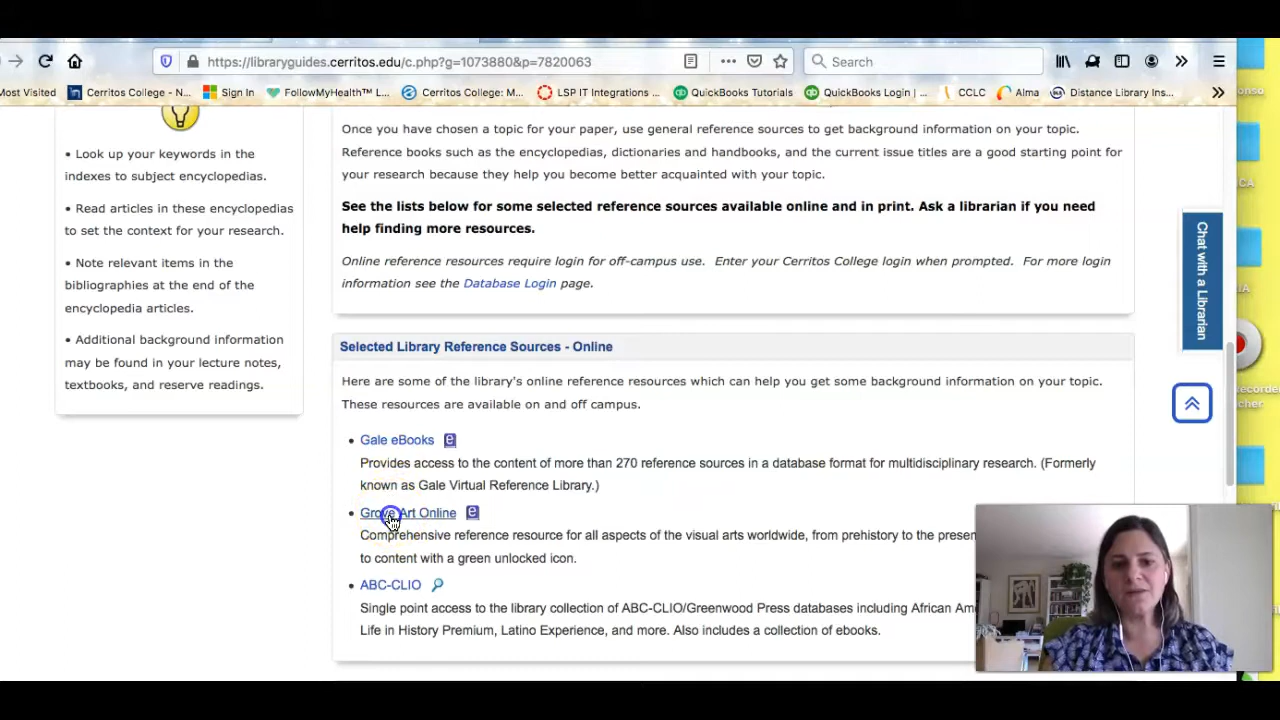 https://libraryguides.cerritos.edu/c.php?g=1073880&p=7820063
Search
Most Visited
Cerritos College - N...
Sign In
FollowMyHealth™ L...
Cerritos College: M...
LSP IT Integrations ...
QuickBooks Tutorials
QuickBooks Login | ...
CCLC
Alma
Distance Library Ins...
• Look up your keywords in the
indexes to subject encyclopedias.
• Read articles in these encyclopedias
to set the context for your research.
• Note relevant items in the
bibliographies at the end of the
encyclopedia articles.
• Additional background information
may be found in your lecture notes,
textbooks, and reserve readings.
Once you have chosen a topic for your paper, use general reference sources to get background information on your topic.
Reference books such as the encyclopedias, dictionaries and handbooks, and the current issue titles are a good starting point for
your research because they help you become better acquainted with your topic.
See the lists below for some selected reference sources available online and in print. Ask a librarian if you need
help finding more resources.
Online reference resources require login for off-campus use. Enter your Cerritos College login when prompted. For more login
information see the Database Login page.
Selected Library Reference Sources - Online
Here are some of the library's online reference resources which can help you get some background information on your topic.
These resources are available on and off campus.
• Gale eBooks e
Provides access to the content of more than 270 reference sources in a database format for multidisciplinary research. (Formerly
known as Gale Virtual Reference Library.)
• Grove Art Online e
Comprehensive reference resource for all aspects of the visual arts worldwide, from prehistory to the presen
to content with a green unlocked icon.
• ABC-CLIO
Single point access to the library collection of ABC-CLIO/Greenwood Press databases including African Ame
Life in History Premium, Latino Experience, and more. Also includes a collection of ebooks.
Chat with a Librarian